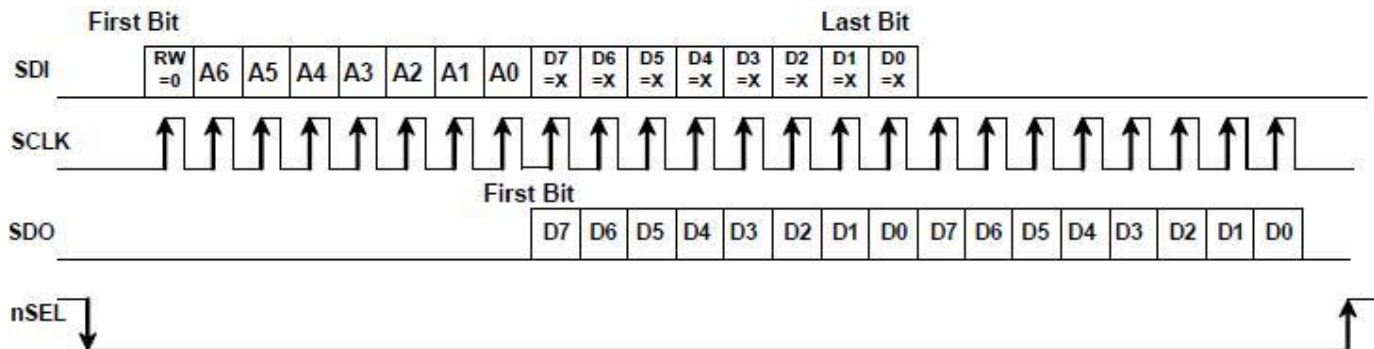 First Bit Last Bit
SDI RW =0 A6 A5 A4 A3 A2 A1 A0 D7 =X D6 =X D5 =X D4 =X D3 =X D2 =X D1 =X D0 =X
SCLK
First Bit
SDO D7 D6 D5 D4 D3 D2 D1 D0 D7 D6 D5 D4 D3 D2 D1 D0
nSEL